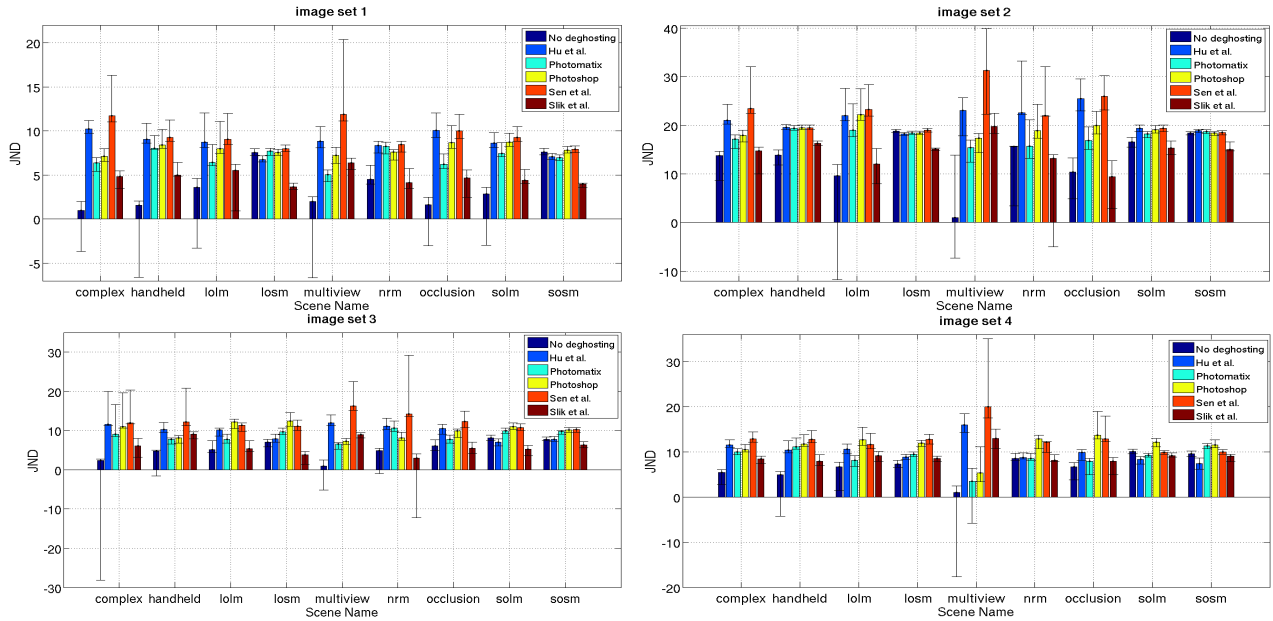 image set 1
20
15
10
5
0
-5
JND
No deghosting
Hu et al.
Photomatix
Photoshop
Sen et al.
Slik et al.
complex handheld lolm losm multiview nrm occlusion solm sosm
Scene Name
image set 2
40
30
20
10
0
-10
JND
No deghosting
Hu et al.
Photomatix
Photoshop
Sen et al.
Slik et al.
complex handheld lolm losm multiview nrm occlusion solm sosm
Scene Name
image set 3
30
20
10
0
-10
-20
-30
JND
No deghosting
Hu et al.
Photomatix
Photoshop
Sen et al.
Slik et al.
complex handheld lolm losm multiview nrm occlusion solm sosm
Scene Name
image set 4
30
20
10
0
-10
-20
JND
No deghosting
Hu et al.
Photomatix
Photoshop
Sen et al.
Slik et al.
complex handheld lolm losm multiview nrm occlusion solm sosm
Scene Name